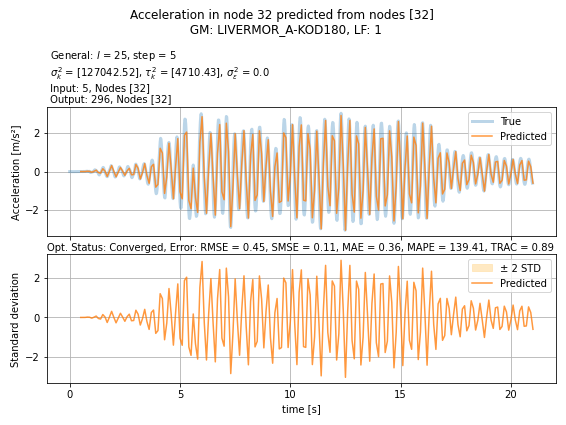 Acceleration in node 32 predicted from nodes [32]
GM: LIVERMOR_A-KOD180, LF: 1
General: l = 25, step = 5
σ²ₖ = [127042.52], τ²ₖ = [4710.43], σ²ₑ = 0.0
Input: 5, Nodes [32]
Output: 296, Nodes [32]
Acceleration [m/s²]
2
0
−2
True
Predicted
Opt. Status: Converged, Error: RMSE = 0.45, SMSE = 0.11, MAE = 0.36, MAPE = 139.41, TRAC = 0.89
Standard deviation
2
0
−2
± 2 STD
Predicted
0 5 10 15 20
time [s]